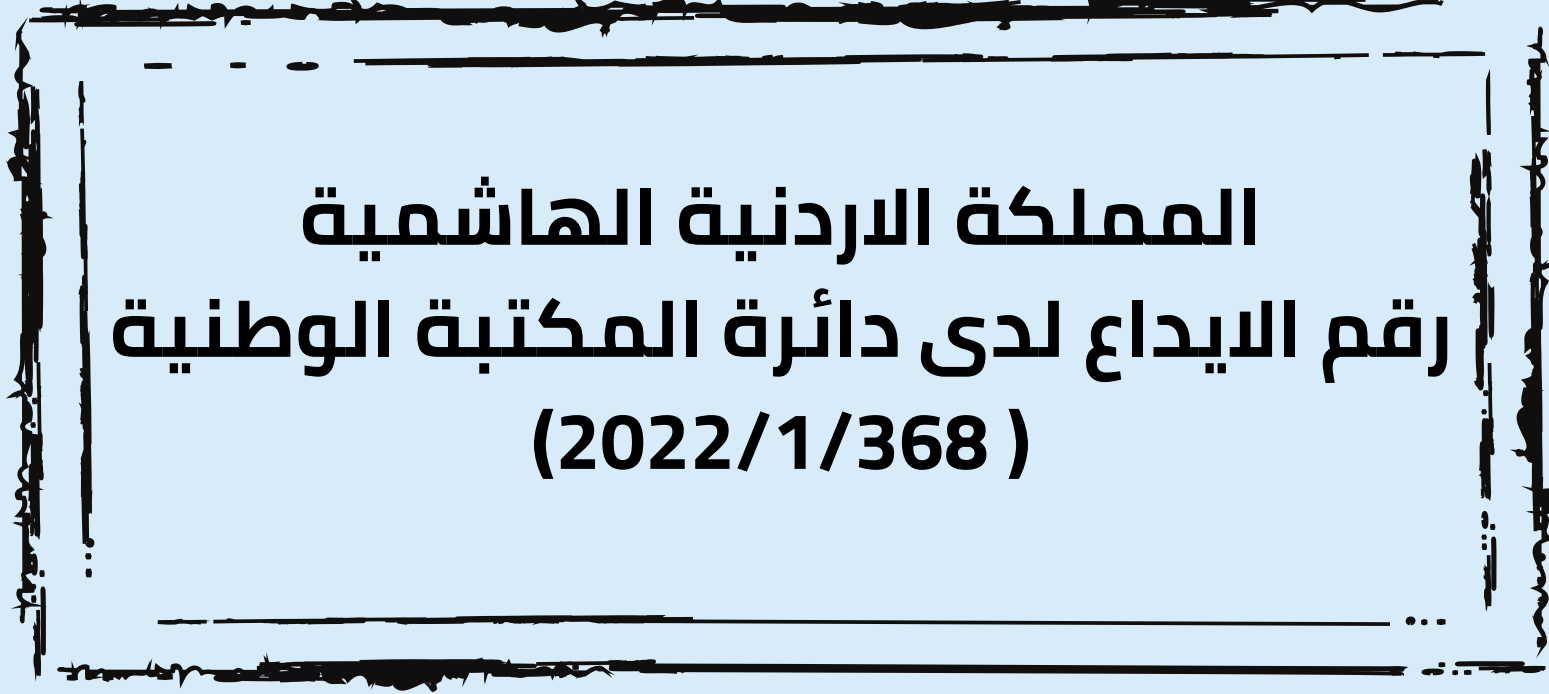 المملكة الاردنية الهاشمية
رقم الايداع لدى دائرة المكتبة الوطنية
(2022/1/368 )